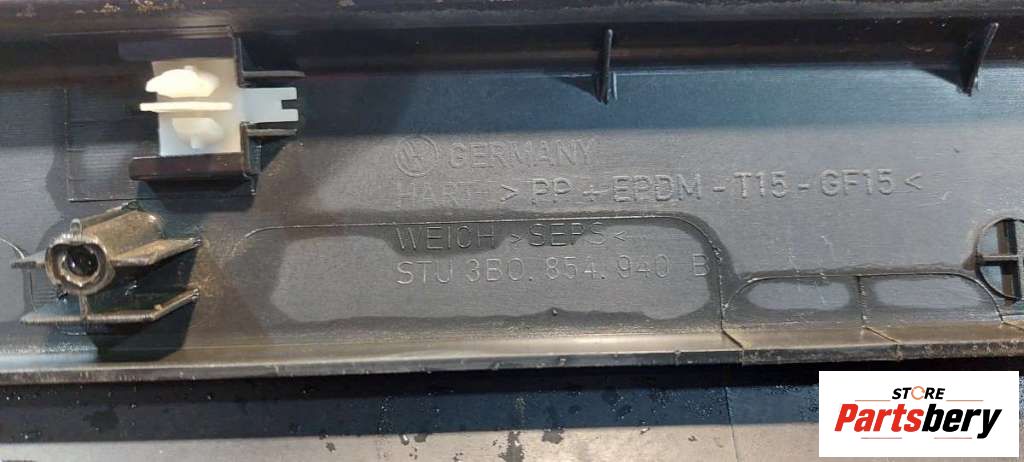 GERMANY
HART >PP+EPDM-T15-GF15<
WEICH >SEPS<
STU 3B0.854.940 B
STORE
Partsbery